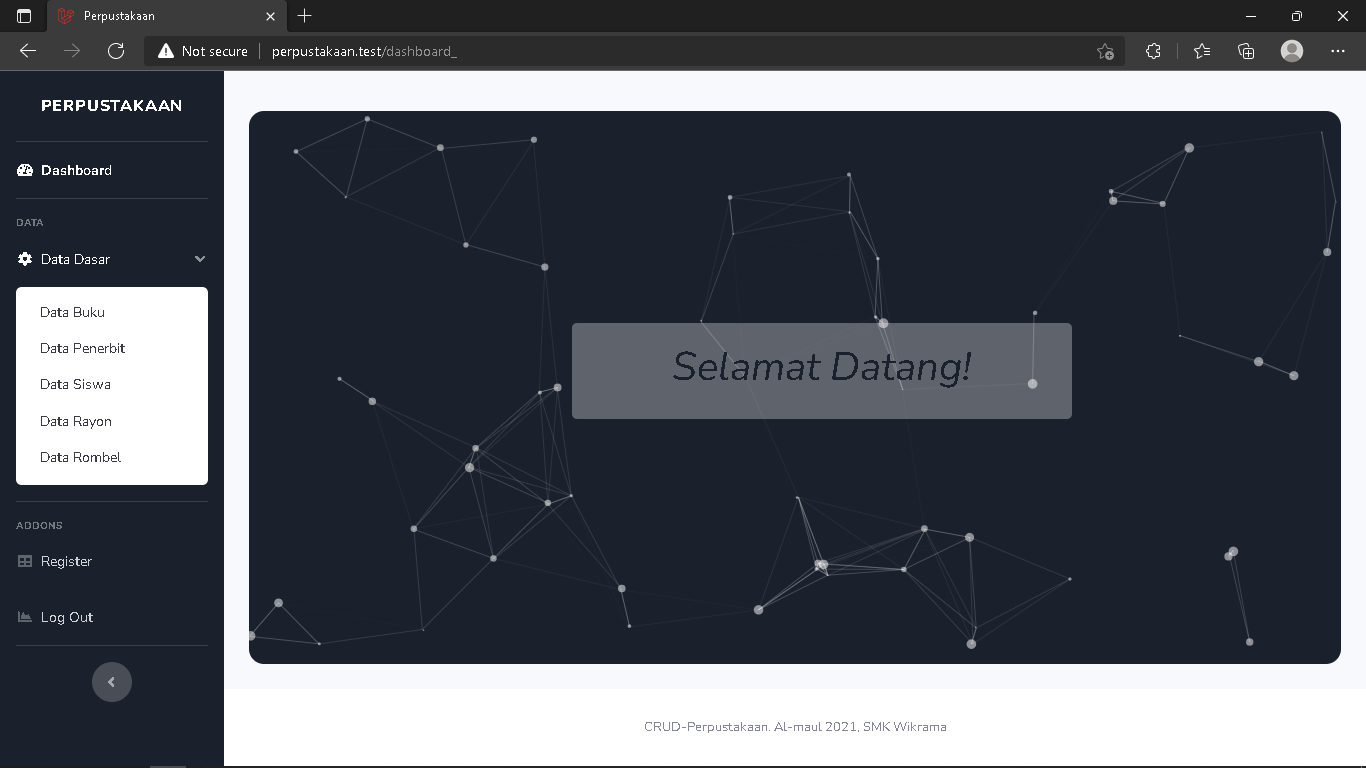 Perpustakaan
Not secure
perpustakaan.test/dashboard_
PERPUSTAKAAN
Dashboard
DATA
Data Dasar
Data Buku
Data Penerbit
Data Siswa
Data Rayon
Data Rombel
ADDONS
Register
Log Out
Selamat Datang!
CRUD-Perpustakaan. Al-maul 2021, SMK Wikrama